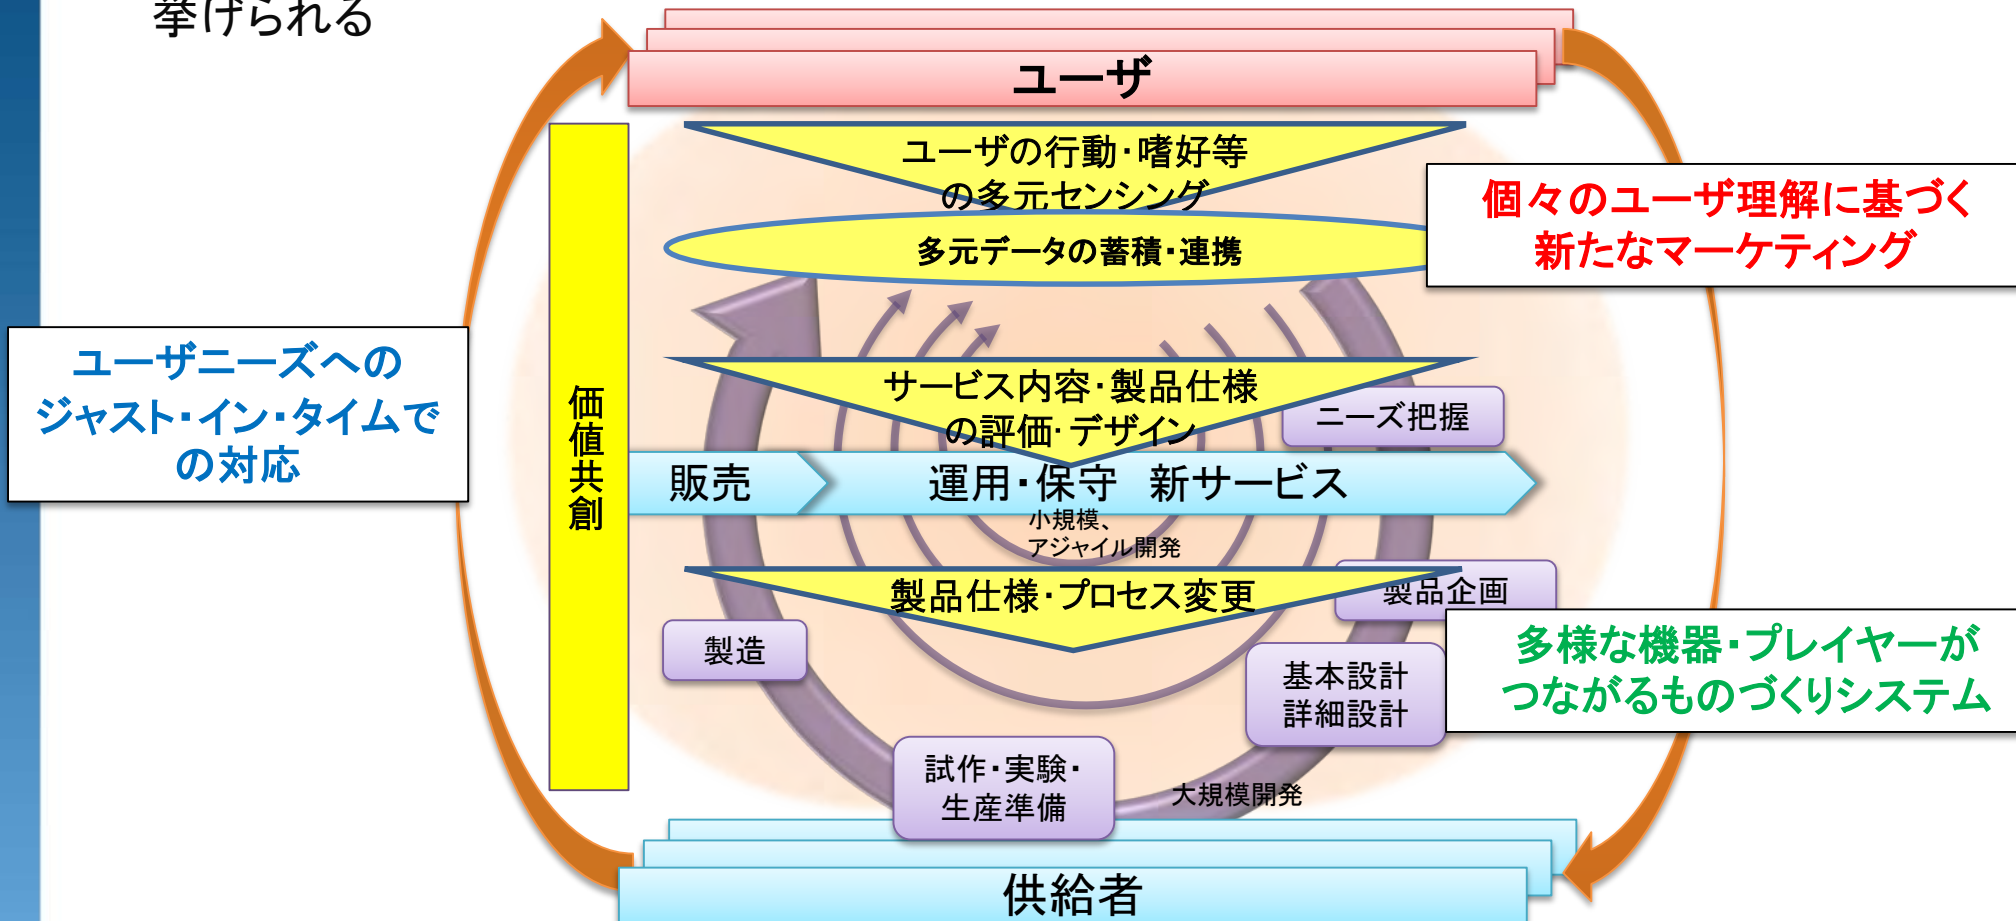 挙げられる
ユーザ
ユーザの行動･嗜好等
の多元センシング
多元データの蓄積･連携
個々のユーザ理解に基づく
新たなマーケティング
ユーザニーズへの
ジャスト･イン･タイムで
の対応
価値共創
サービス内容･製品仕様
の評価･デザイン
ニーズ把握
販売
運用･保守　新サービス
小規模、
アジャイル開発
製品仕様･プロセス変更
製品企画
製造
多様な機器･プレイヤーが
つながるものづくりシステム
基本設計
詳細設計
試作･実験･
生産準備
大規模開発
供給者